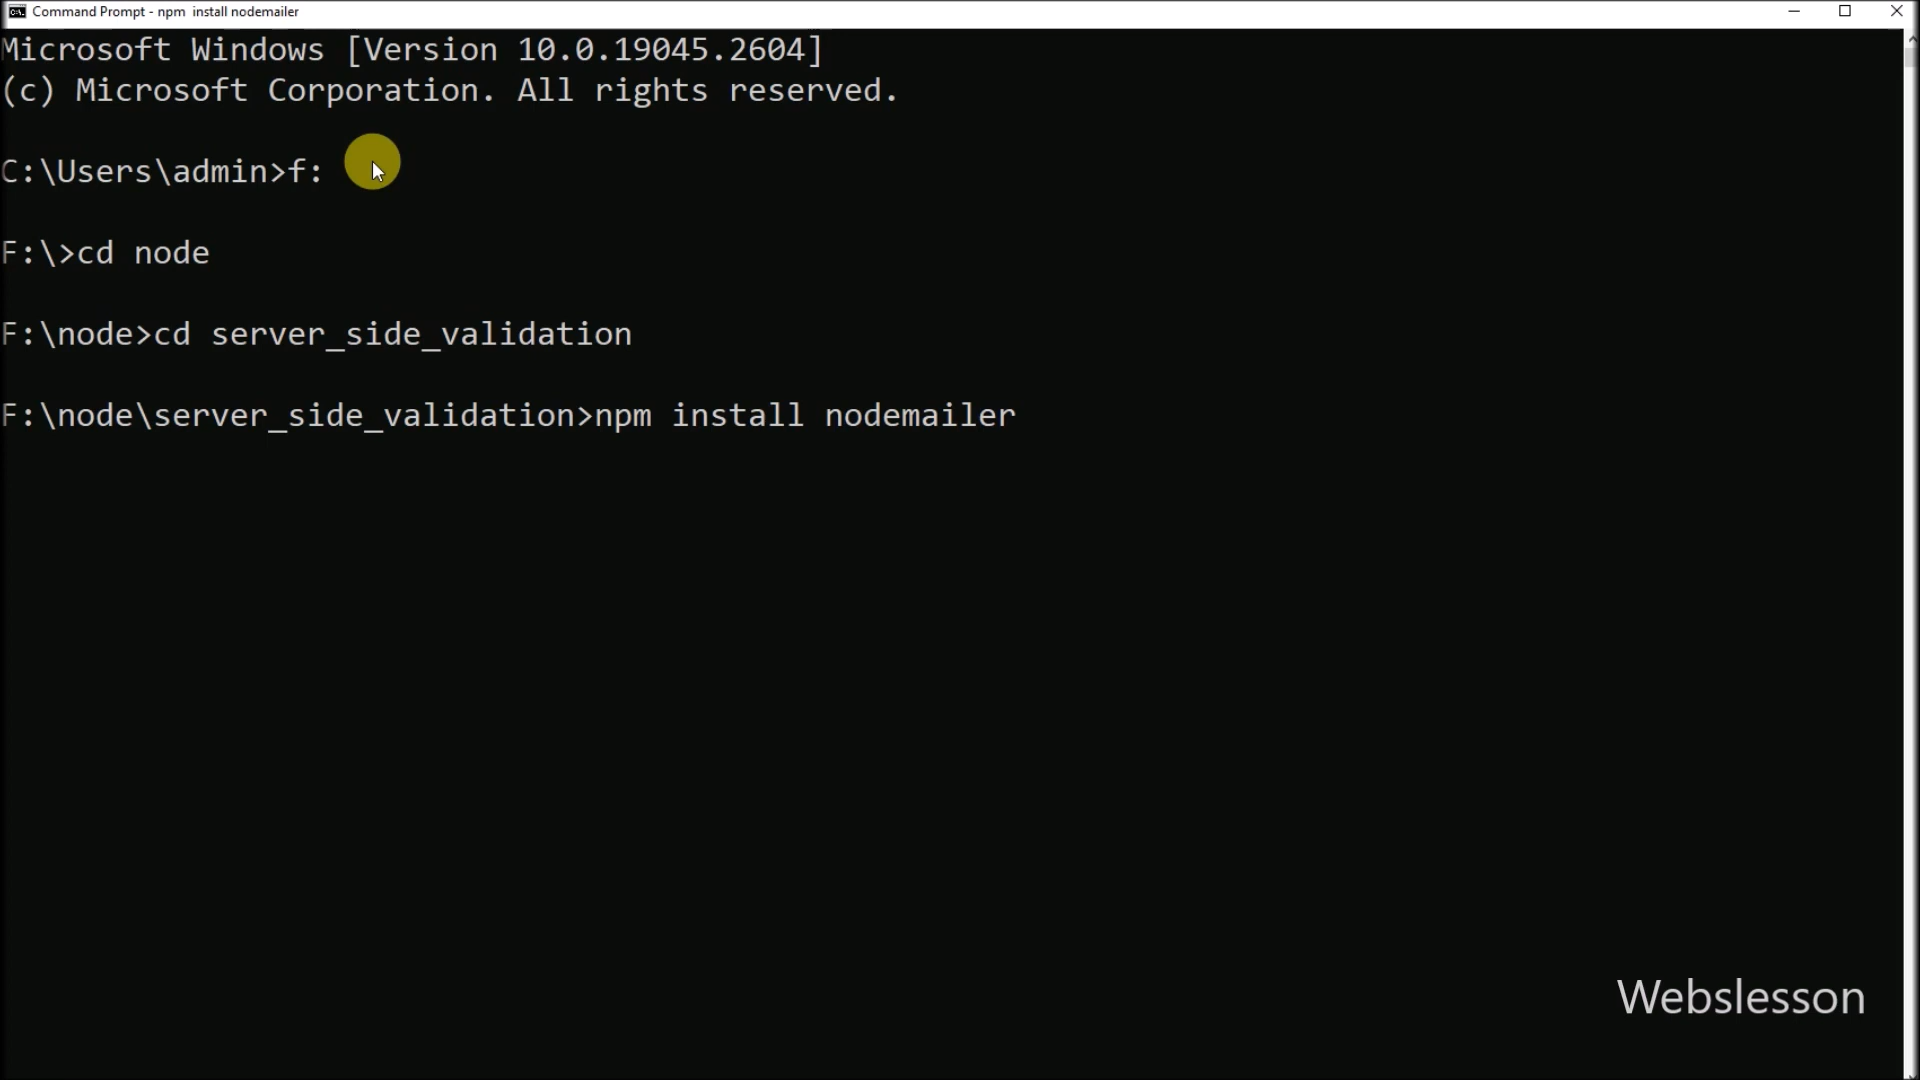 Command Prompt - npm  install nodemailer
Microsoft Windows [Version 10.0.19045.2604]
(c) Microsoft Corporation. All rights reserved.
C:\Users\admin>f:
F:\>cd node
F:\node>cd server_side_validation
F:\node\server_side_validation>npm install nodemailer
Webslesson